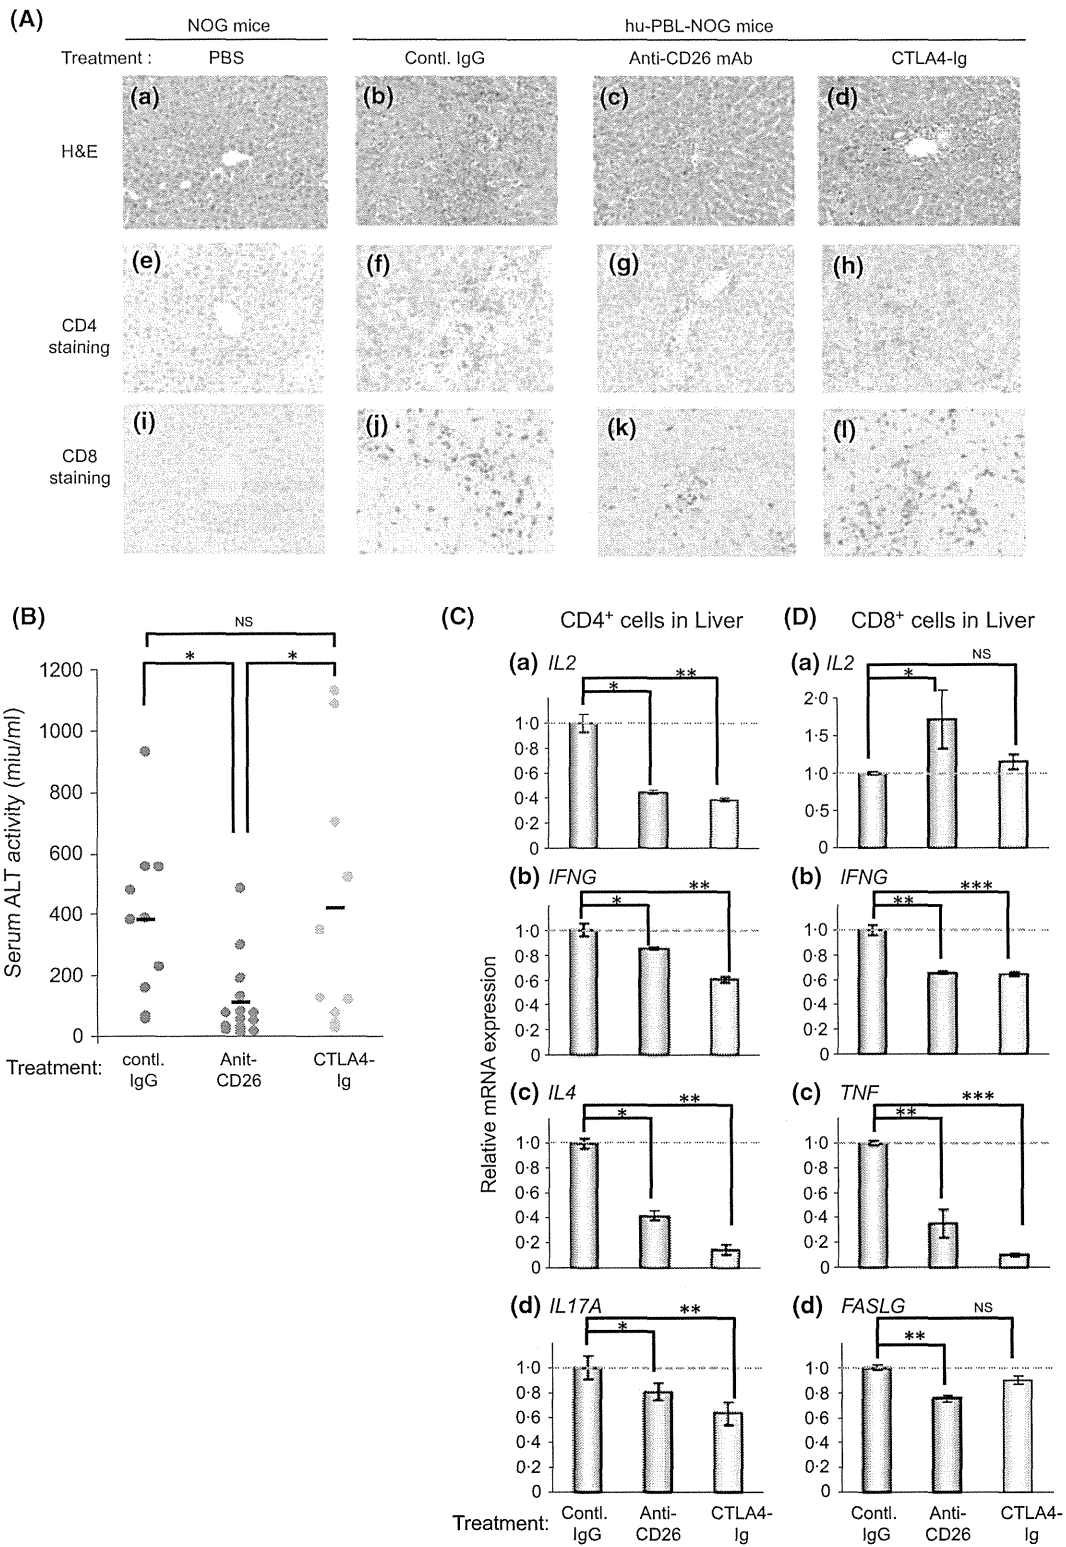 (A)
NOG mice
hu-PBL-NOG mice
Treatment :
PBS
Contl. IgG
Anti-CD26 mAb
CTLA4-Ig
H&E
(a)
(b)
(c)
(d)
CD4
staining
(e)
(f)
(g)
(h)
CD8
staining
(i)
(j)
(k)
(l)
(B)
NS
*
*
Serum ALT activity (miu/ml)
1200
1000
800
600
400
200
0
Treatment:
contl.
IgG
Anit-
CD26
CTLA4-
Ig
(C)
CD4+ cells in Liver
Relative mRNA expression
(a) IL2
**
*
1·0
0·8
0·6
0·4
0·2
0
(b) IFNG
**
*
1·0
0·8
0·6
0·4
0·2
0
(c) IL4
**
*
1·0
0·8
0·6
0·4
0·2
0
(d) IL17A
**
*
1·0
0·8
0·6
0·4
0·2
0
Treatment:
Contl.
IgG
Anti-
CD26
CTLA4-
Ig
(D)
CD8+ cells in Liver
(a) IL2
NS
*
2·0
1·5
1·0
0·5
0
(b) IFNG
***
**
1·0
0·8
0·6
0·4
0·2
0
(c) TNF
***
**
1·0
0·8
0·6
0·4
0·2
0
(d) FASLG
NS
**
1·0
0·8
0·6
0·4
0·2
0
Contl.
IgG
Anti-
CD26
CTLA4-
Ig